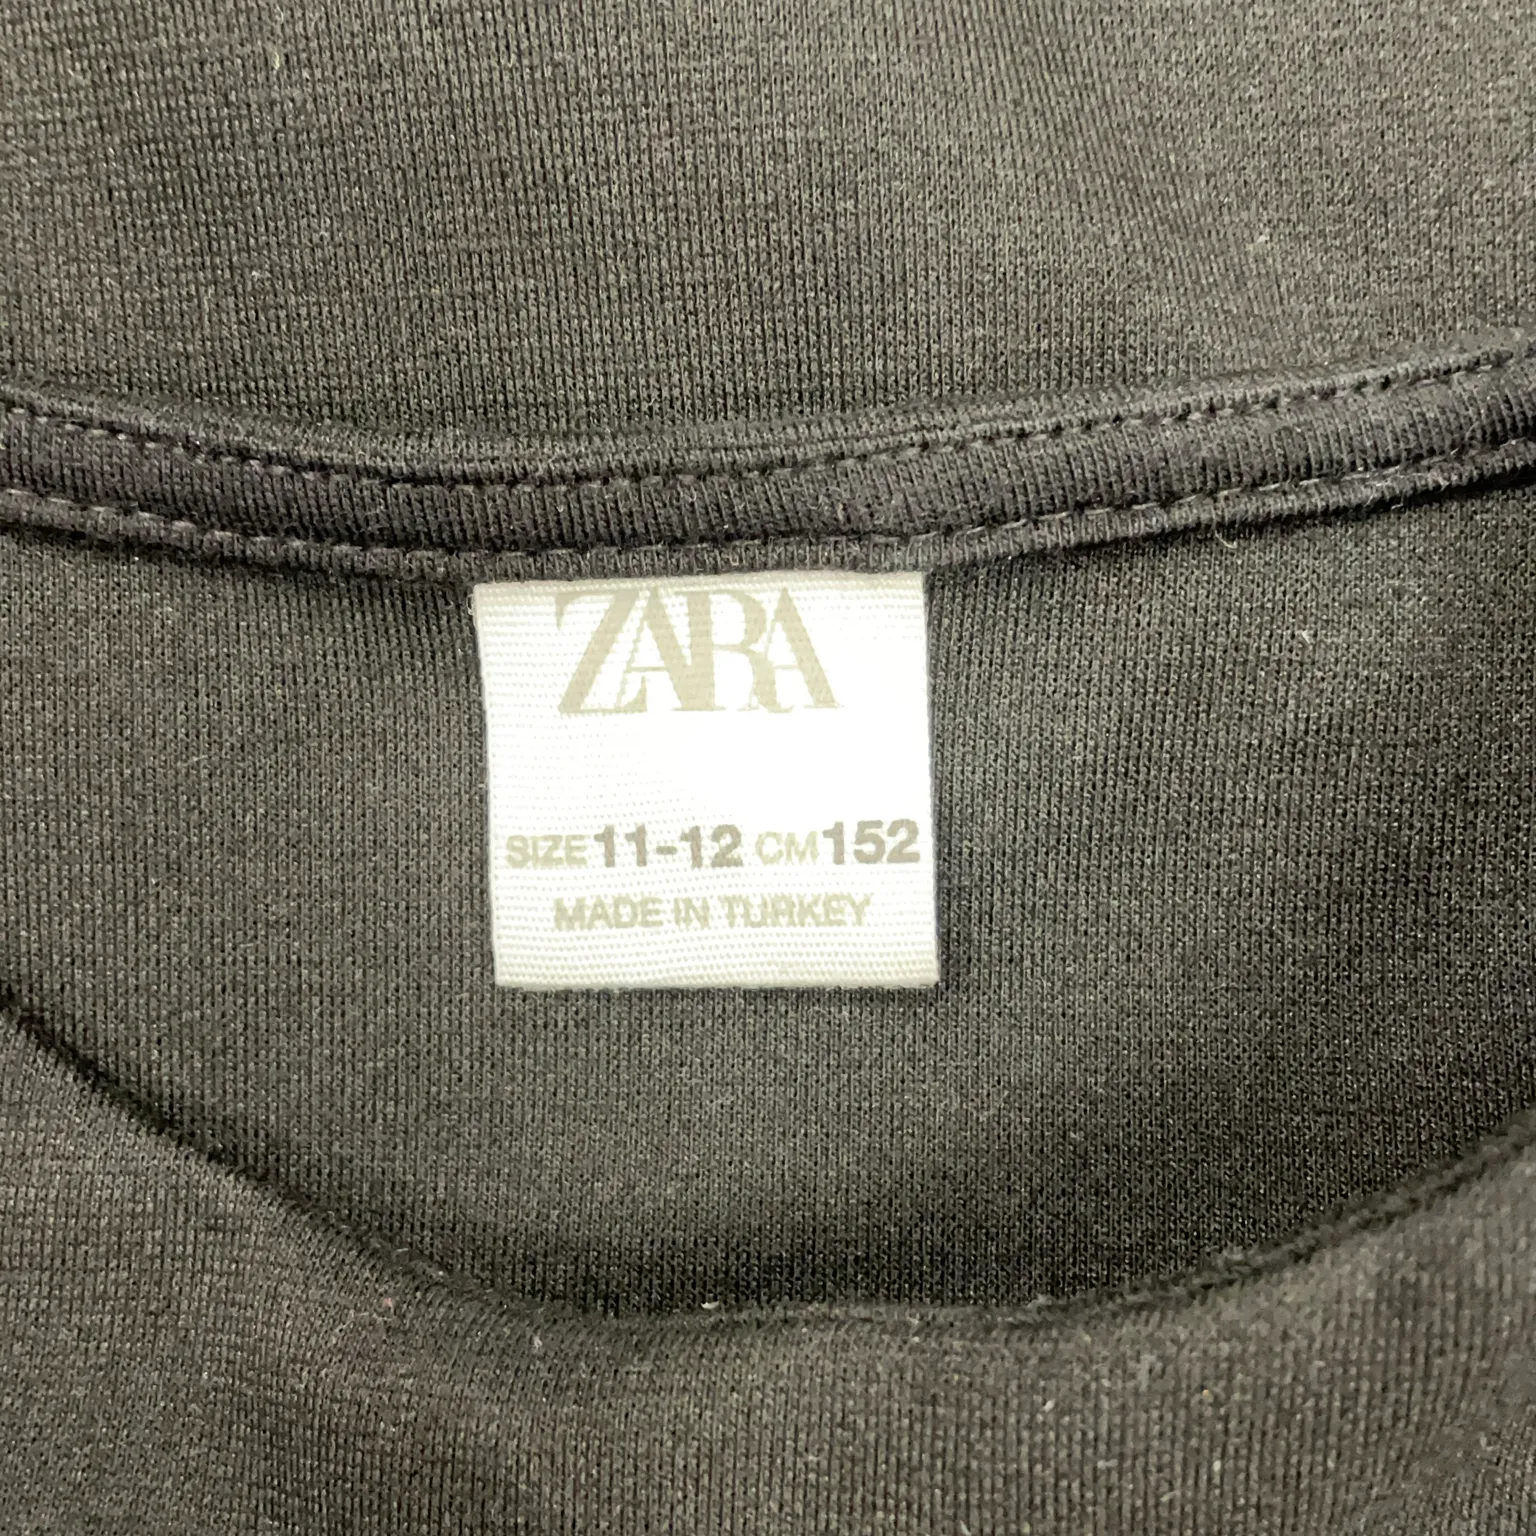 ZARA
SIZE 11-12 CM 152
MADE IN TURKEY